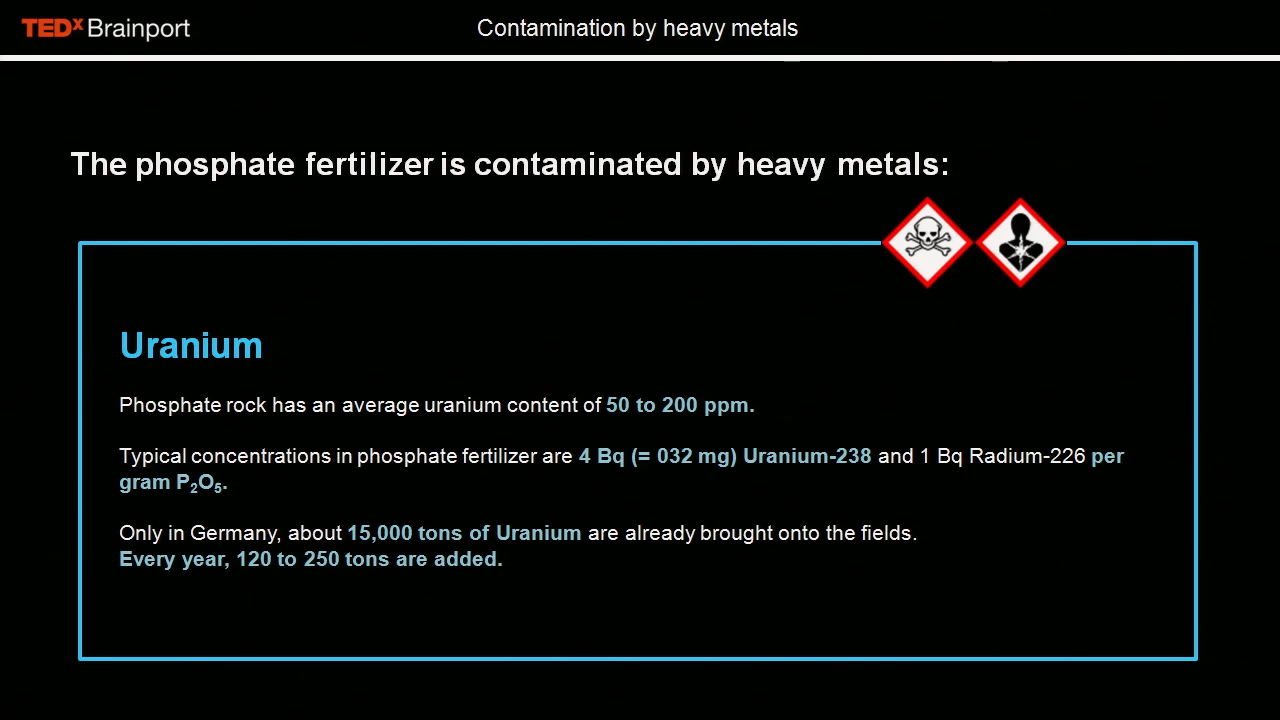 TEDx Brainport
Contamination by heavy metals
The phosphate fertilizer is contaminated by heavy metals:
Uranium
Phosphate rock has an average uranium content of 50 to 200 ppm.
Typical concentrations in phosphate fertilizer are 4 Bq (= 032 mg) Uranium-238 and 1 Bq Radium-226 per
gram P₂O₅.
Only in Germany, about 15,000 tons of Uranium are already brought onto the fields.
Every year, 120 to 250 tons are added.